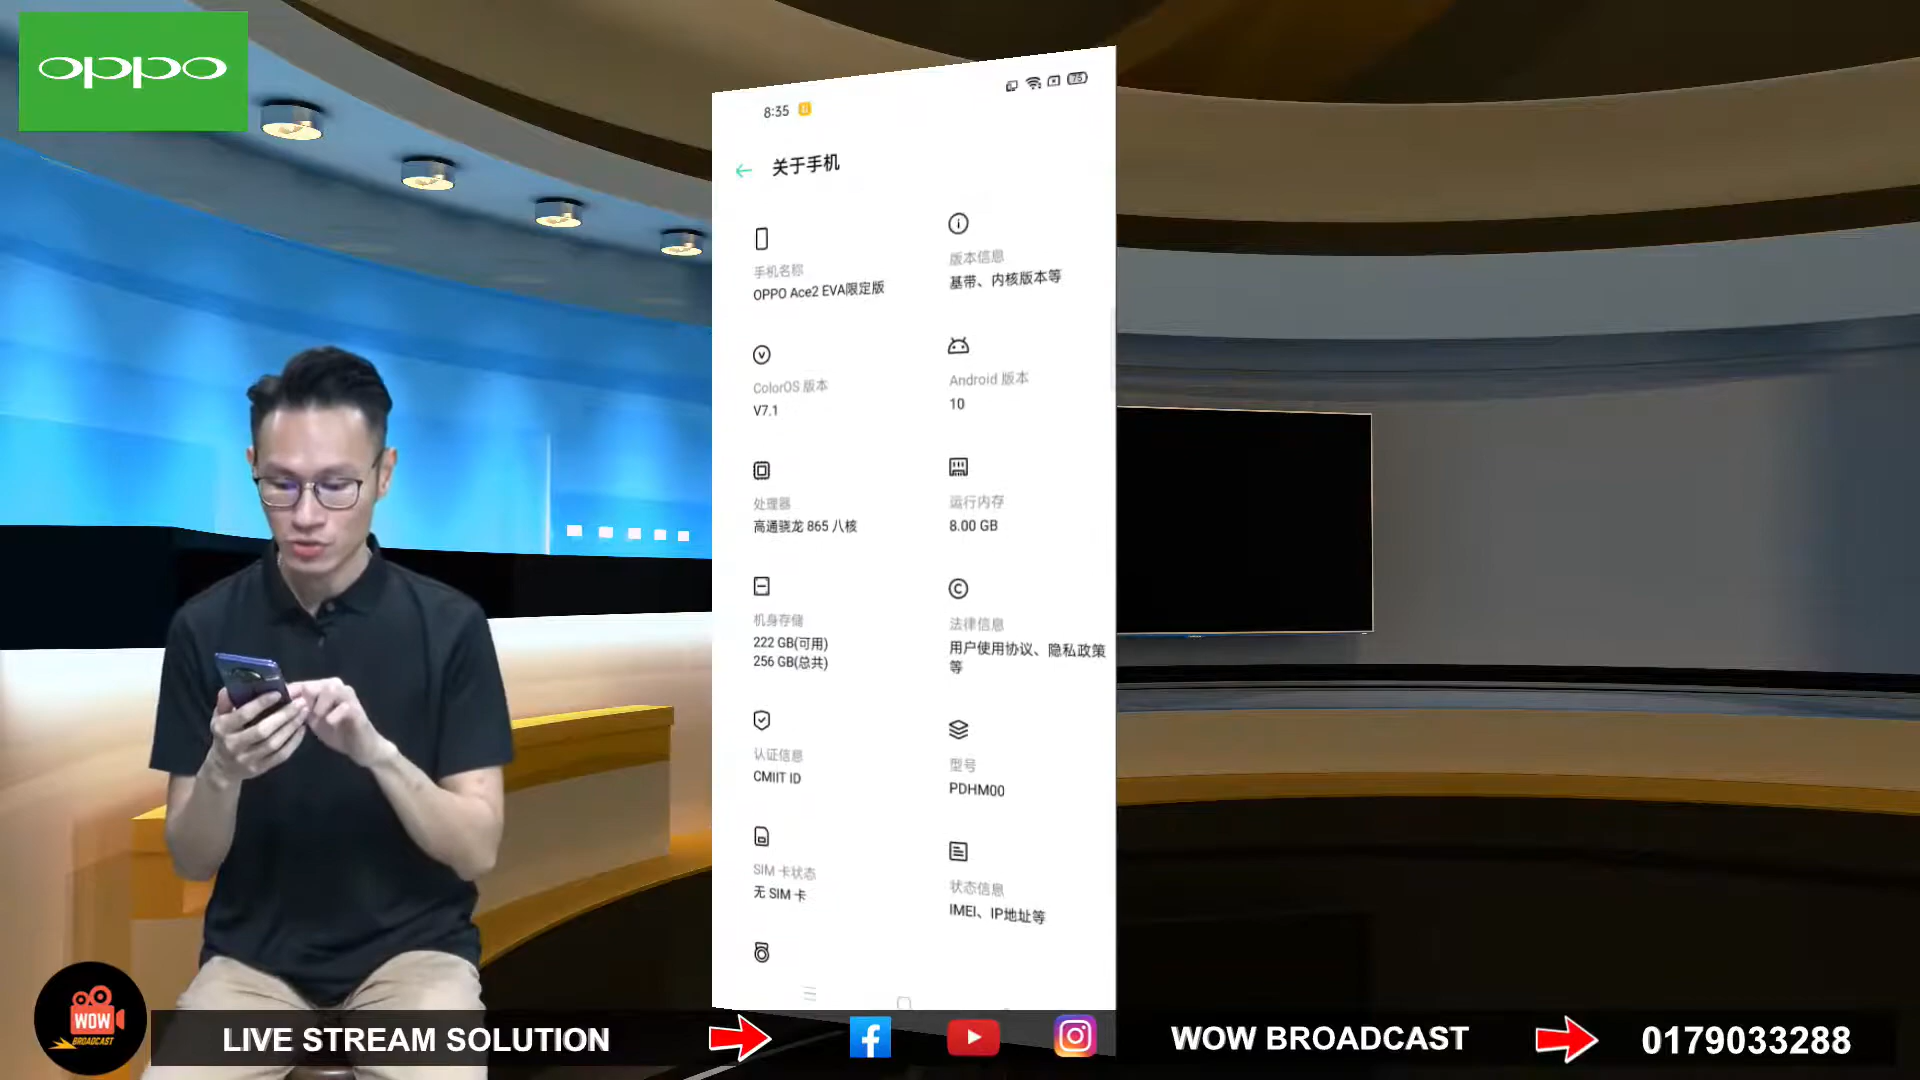 oppo
8:35
75
关于手机
手机名称
OPPO Ace2 EVA限定版
版本信息
基带、内核版本等
ColorOS 版本
V7.1
Android 版本
10
处理器
高通骁龙 865 八核
运行内存
8.00 GB
机身存储
222 GB(可用)
256 GB(总共)
法律信息
用户使用协议、隐私政策
等
认证信息
CMIIT ID
型号
PDHM00
SIM 卡状态
无 SIM 卡
状态信息
IMEI、IP地址等
WOW
BROADCAST
LIVE STREAM SOLUTION
WOW BROADCAST
0179033288